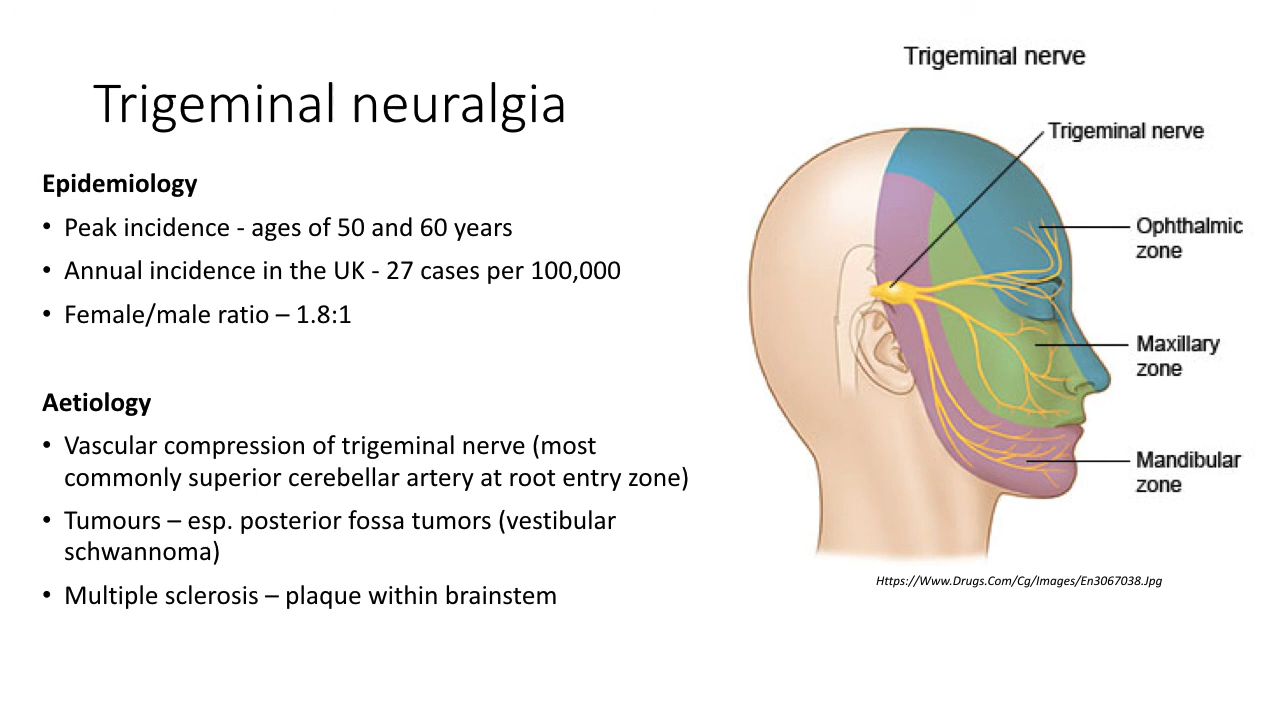 Trigeminal neuralgia
Epidemiology
• Peak incidence - ages of 50 and 60 years
• Annual incidence in the UK - 27 cases per 100,000
• Female/male ratio – 1.8:1
Aetiology
• Vascular compression of trigeminal nerve (most
commonly superior cerebellar artery at root entry zone)
• Tumours – esp. posterior fossa tumors (vestibular
schwannoma)
• Multiple sclerosis – plaque within brainstem
Trigeminal nerve
Trigeminal nerve
Ophthalmic
zone
Maxillary
zone
Mandibular
zone
Https://Www.Drugs.Com/Cg/Images/En3067038.Jpg